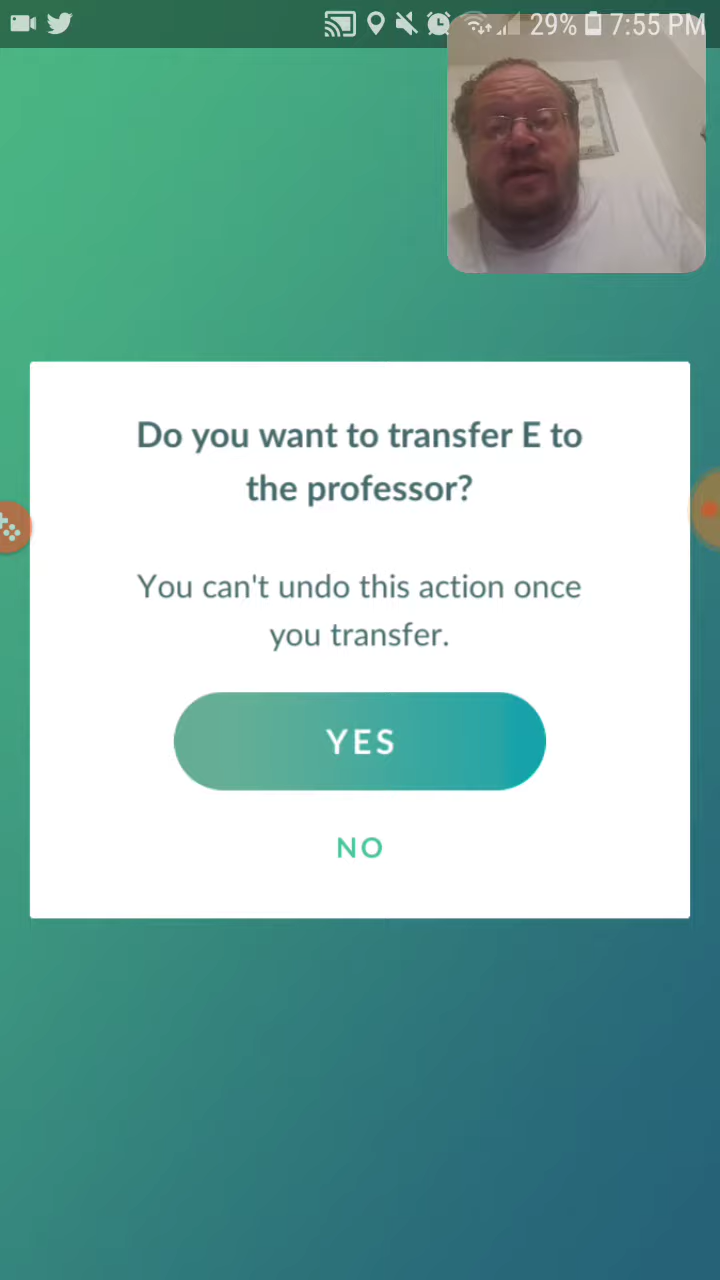 29% 7:55 PM
Do you want to transfer E to
the professor?
You can't undo this action once
you transfer.
YES
NO